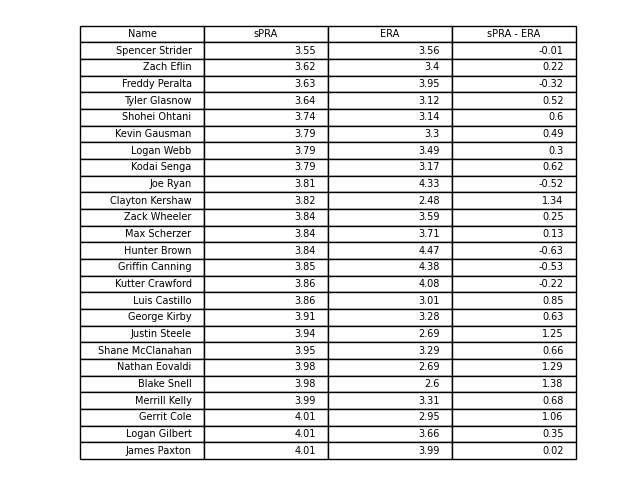 Name sPRA ERA sPRA - ERA
Spencer Strider 3.55 3.56 -0.01
Zach Eflin 3.62 3.4 0.22
Freddy Peralta 3.63 3.95 -0.32
Tyler Glasnow 3.64 3.12 0.52
Shohei Ohtani 3.74 3.14 0.6
Kevin Gausman 3.79 3.3 0.49
Logan Webb 3.79 3.49 0.3
Kodai Senga 3.79 3.17 0.62
Joe Ryan 3.81 4.33 -0.52
Clayton Kershaw 3.82 2.48 1.34
Zack Wheeler 3.84 3.59 0.25
Max Scherzer 3.84 3.71 0.13
Hunter Brown 3.84 4.47 -0.63
Griffin Canning 3.85 4.38 -0.53
Kutter Crawford 3.86 4.08 -0.22
Luis Castillo 3.86 3.01 0.85
George Kirby 3.91 3.28 0.63
Justin Steele 3.94 2.69 1.25
Shane McClanahan 3.95 3.29 0.66
Nathan Eovaldi 3.98 2.69 1.29
Blake Snell 3.98 2.6 1.38
Merrill Kelly 3.99 3.31 0.68
Gerrit Cole 4.01 2.95 1.06
Logan Gilbert 4.01 3.66 0.35
James Paxton 4.01 3.99 0.02